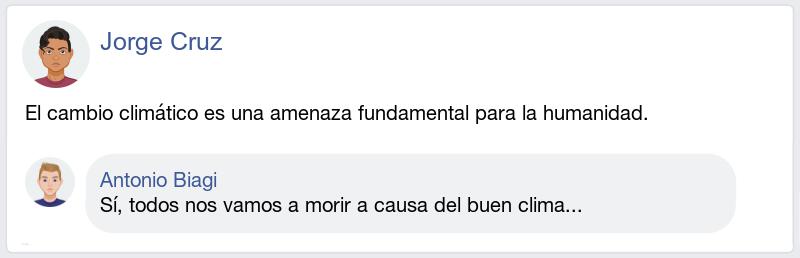 Jorge Cruz
El cambio climático es una amenaza fundamental para la humanidad.
Antonio Biagi
Sí, todos nos vamos a morir a causa del buen clima...